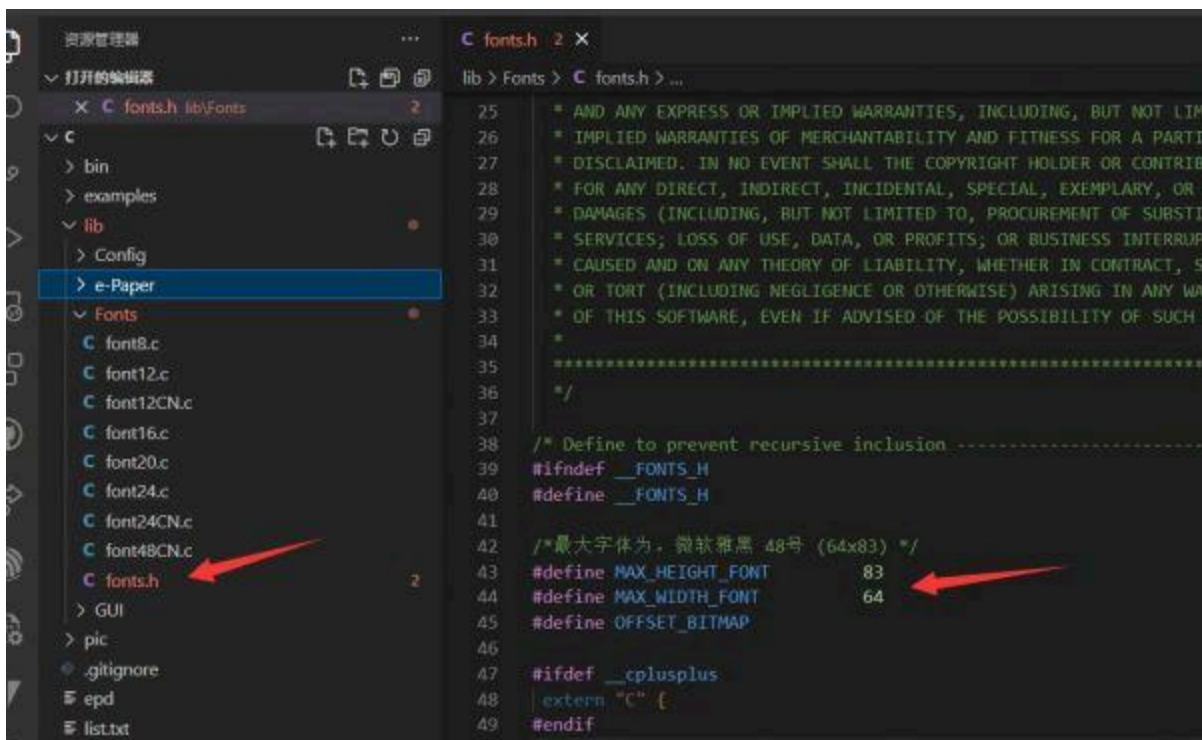 资源管理器
打开的编辑器
fonts.h lib\Fonts 2
C
bin
examples
lib
Config
e-Paper
Fonts
C font8.c
C font12.c
C font12CN.c
C font16.c
C font20.c
C font24.c
C font24CN.c
C font48CN.c
C fonts.h 2
GUI
pic
.gitignore
epd
list.txt
C fonts.h 2
lib > Fonts > C fonts.h > ...
25 * AND ANY EXPRESS OR IMPLIED WARRANTIES, INCLUDING, BUT NOT
26 * IMPLIED WARRANTIES OF MERCHANTABILITY AND FITNESS FOR A
27 * DISCLAIMED. IN NO EVENT SHALL THE COPYRIGHT HOLDER OR
28 * FOR ANY DIRECT, INDIRECT, INCIDENTAL, SPECIAL, EXEMPLARY, OR
29 * DAMAGES (INCLUDING, BUT NOT LIMITED TO, PROCUREMENT OF
30 * SERVICES; LOSS OF USE, DATA, OR PROFITS; OR BUSINESS
31 * CAUSED AND ON ANY THEORY OF LIABILITY, WHETHER IN CONTRACT,
32 * OR TORT (INCLUDING NEGLIGENCE OR OTHERWISE) ARISING IN ANY
33 * OF THIS SOFTWARE, EVEN IF ADVISED OF THE POSSIBILITY OF SUCH
34 *
35 ******************************************************************************
36 */
37
38 /* Define to prevent recursive inclusion -------------------------
39 #ifndef __FONTS_H
40 #define __FONTS_H
41
42 /*最大字体为，微软雅黑 48号 (64x83) */
43 #define MAX_HEIGHT_FONT 83
44 #define MAX_WIDTH_FONT 64
45 #define OFFSET_BITMAP
46
47 #ifdef __cplusplus
48 extern "C" {
49 #endif